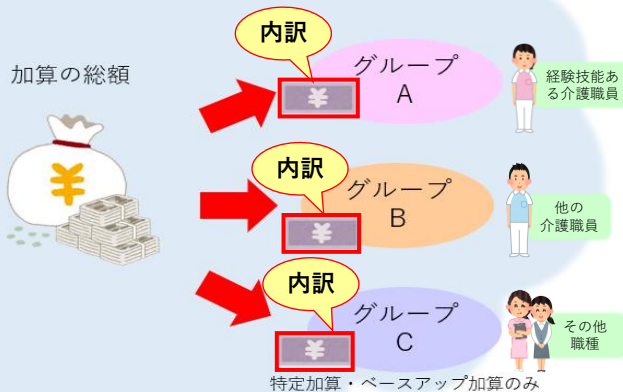 加算の総額
¥
内訳
¥
グループ
A
経験技能あ
る介護職員
内訳
¥
グループ
B
他の
介護職員
内訳
¥
グループ
C
その他
職種
特定加算・ベースアップ加算のみ